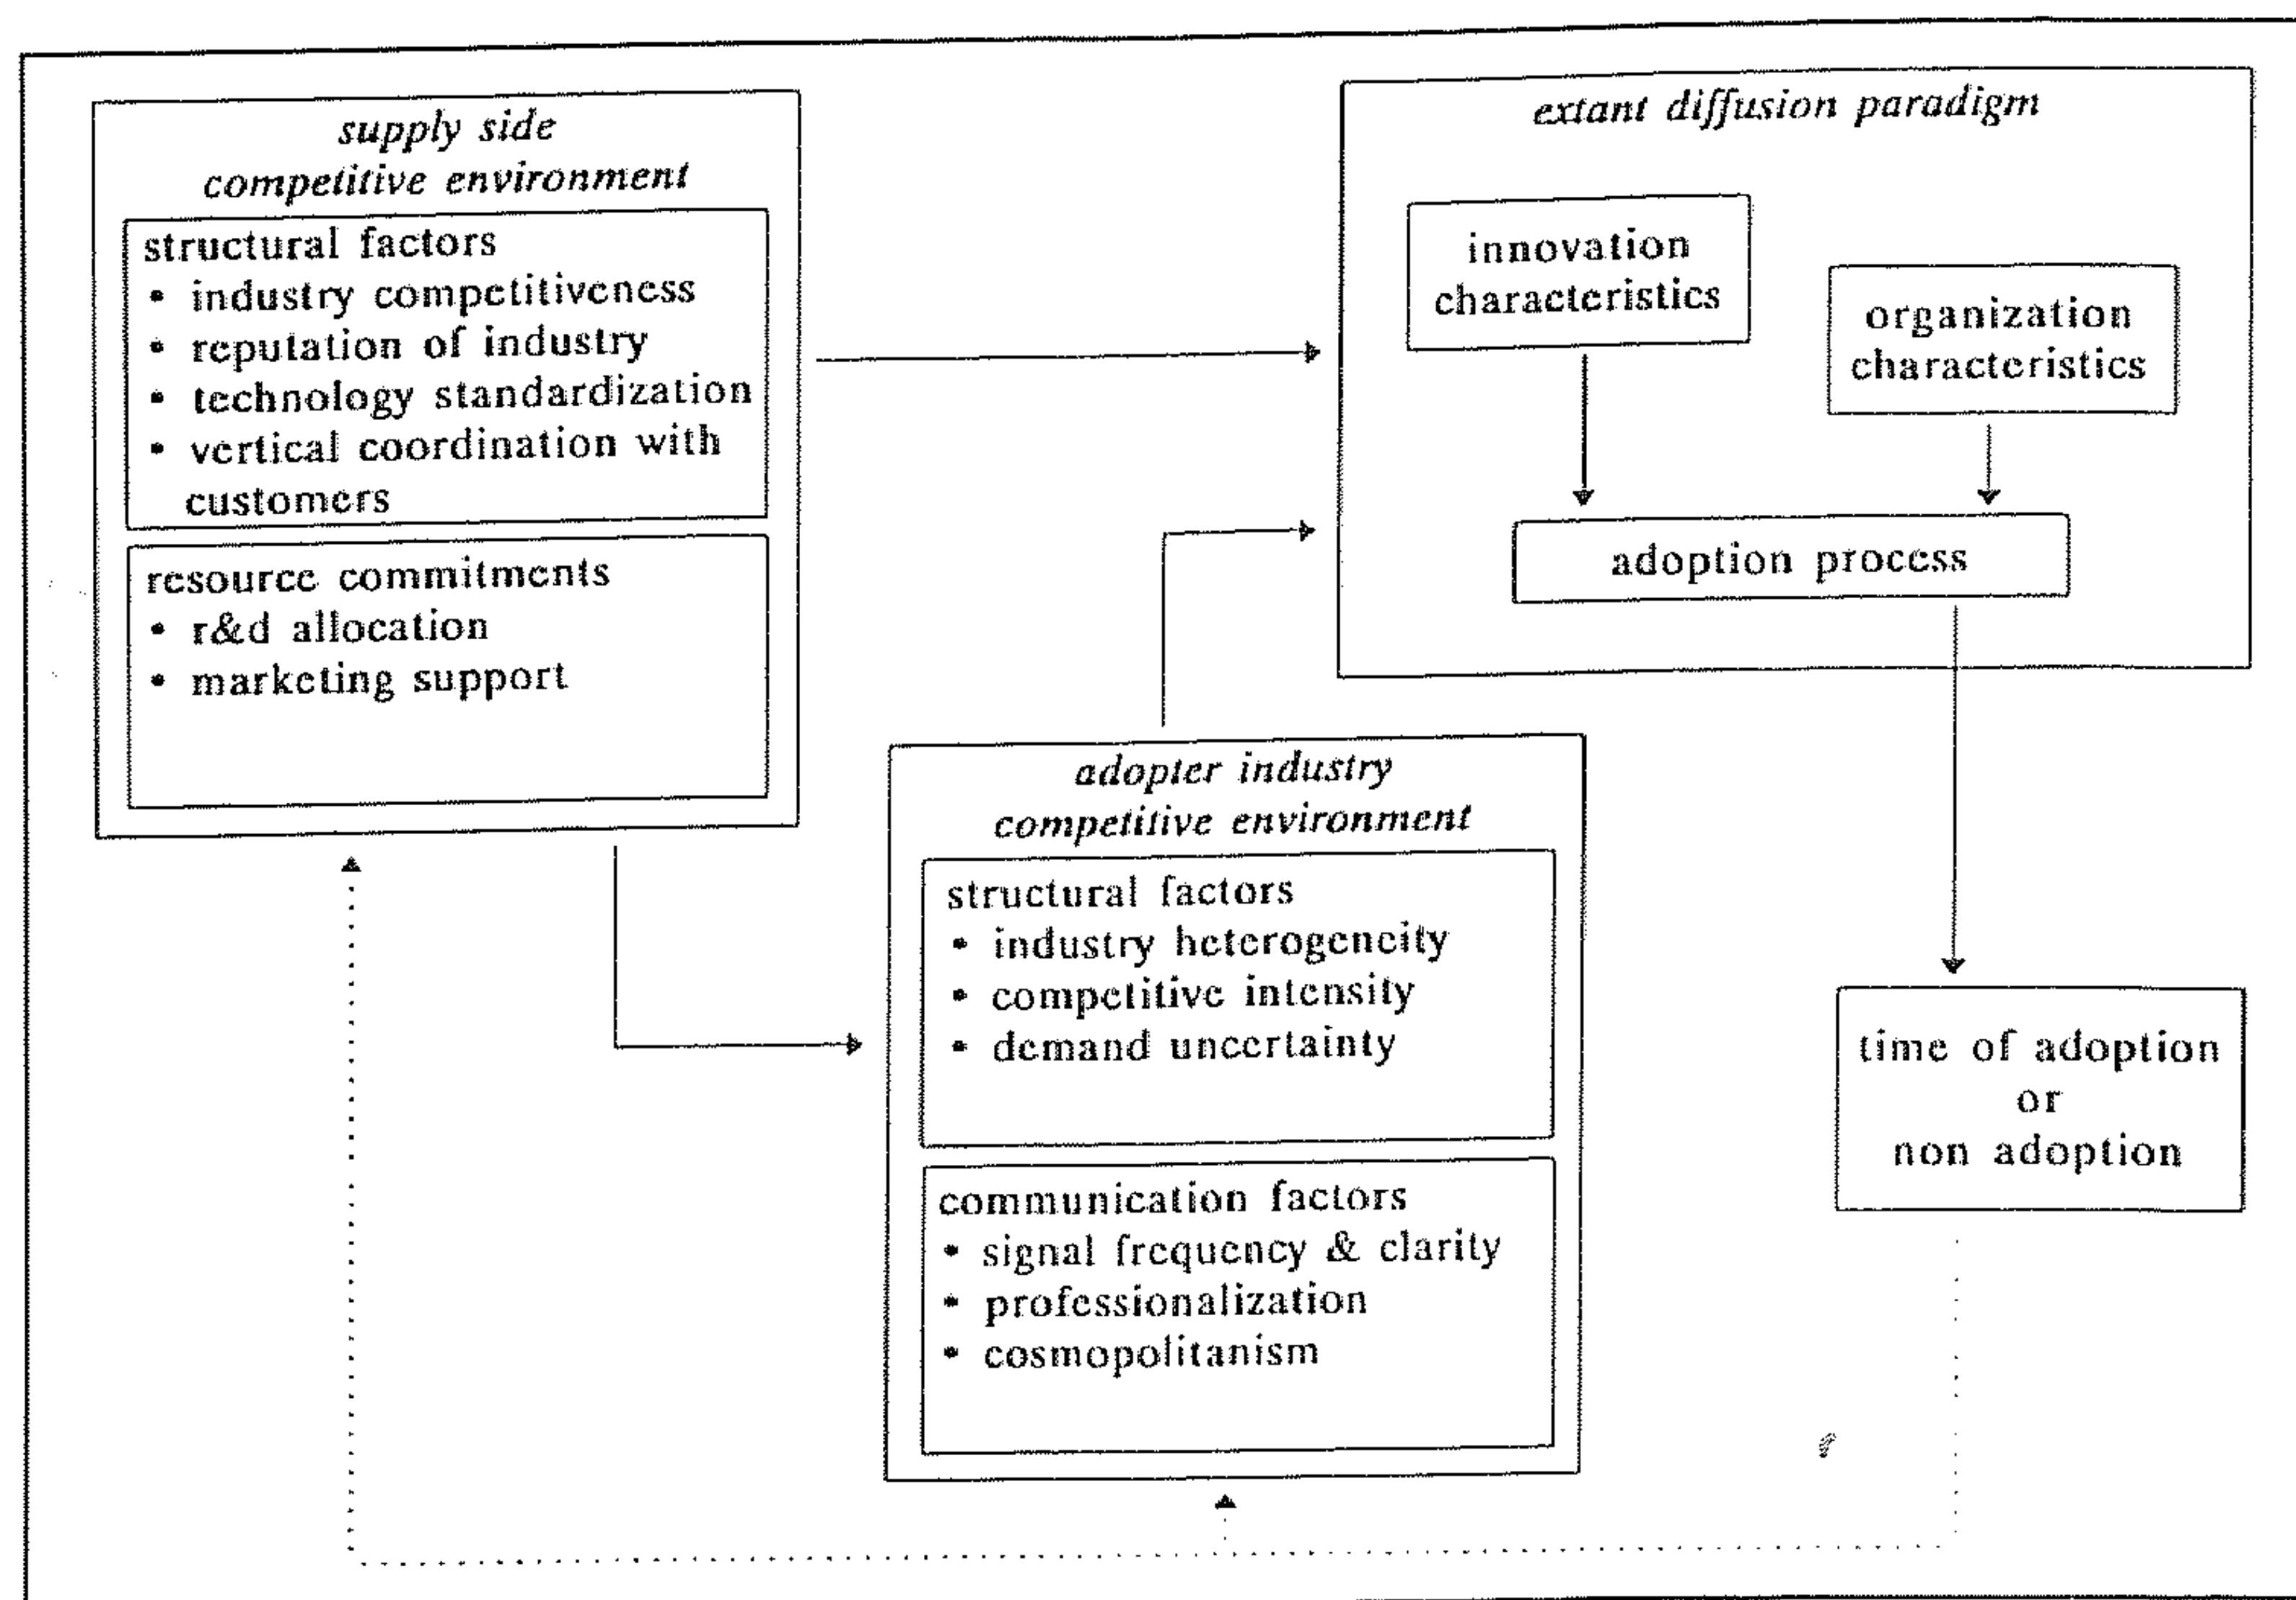 supply side
competitive environment
structural factors
• industry competitiveness
• reputation of industry
• technology standardization
• vertical coordination with
customers
resource commitments
• r&d allocation
• marketing support
extant diffusion paradigm
innovation
characteristics
organization
characteristics
adoption process
adopter industry
competitive environment
structural factors
• industry heterogeneity
• competitive intensity
• demand uncertainty
communication factors
• signal frequency & clarity
• professionalization
• cosmopolitanism
time of adoption
or
non adoption